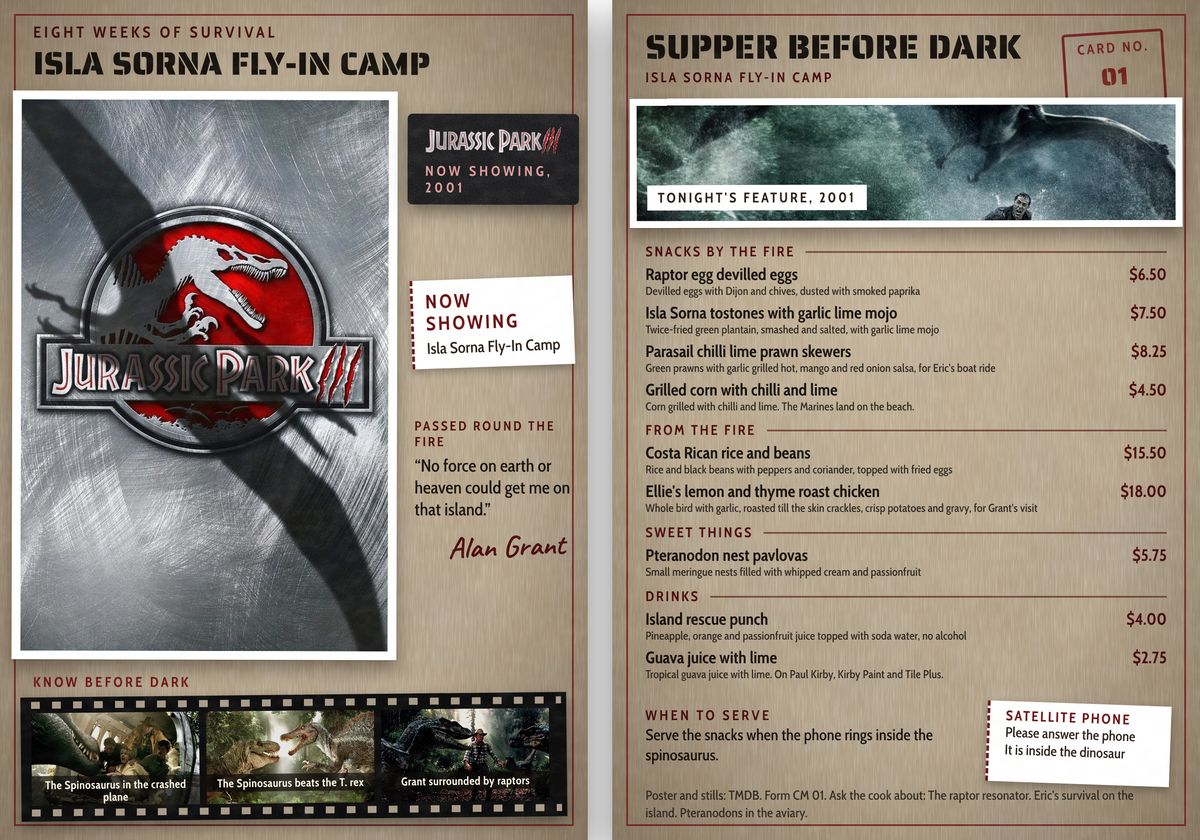 EIGHT WEEKS OF SURVIVAL
ISLA SORNA FLY-IN CAMP
JURASSIC PARK III
JURASSIC PARK III
NOW SHOWING,
2001
NOW
SHOWING
Isla Sorna Fly-In Camp
PASSED ROUND THE
FIRE
“No force on earth or
heaven could get me on
that island.”
Alan Grant
KNOW BEFORE DARK
The Spinosaurus in the crashed
plane
The Spinosaurus beats the T. rex
Grant surrounded by raptors
SUPPER BEFORE DARK
ISLA SORNA FLY-IN CAMP
CARD NO.
01
TONIGHT'S FEATURE, 2001
SNACKS BY THE FIRE
Raptor egg devilled eggs $6.50
Devilled eggs with Dijon and chives, dusted with smoked paprika
Isla Sorna tostones with garlic lime mojo $7.50
Twice-fried green plantain, smashed and salted, with garlic lime mojo
Parasail chilli lime prawn skewers $8.25
Green prawns with garlic grilled hot, mango and red onion salsa, for Eric's boat ride
Grilled corn with chilli and lime $4.50
Corn grilled with chilli and lime. The Marines land on the beach.
FROM THE FIRE
Costa Rican rice and beans $15.50
Rice and black beans with peppers and coriander, topped with fried eggs
Ellie's lemon and thyme roast chicken $18.00
Whole bird with garlic, roasted till the skin crackles, crisp potatoes and gravy, for Grant's visit
SWEET THINGS
Pteranodon nest pavlovas $5.75
Small meringue nests filled with whipped cream and passionfruit
DRINKS
Island rescue punch $4.00
Pineapple, orange and passionfruit juice topped with soda water, no alcohol
Guava juice with lime $2.75
Tropical guava juice with lime. On Paul Kirby, Kirby Paint and Tile Plus.
WHEN TO SERVE
Serve the snacks when the phone rings inside the
spinosaurus.
SATELLITE PHONE
Please answer the phone
It is inside the dinosaur
Poster and stills: TMDB. Form CM 01. Ask the cook about: The raptor resonator. Eric's survival on the
island. Pteranodons in the aviary.